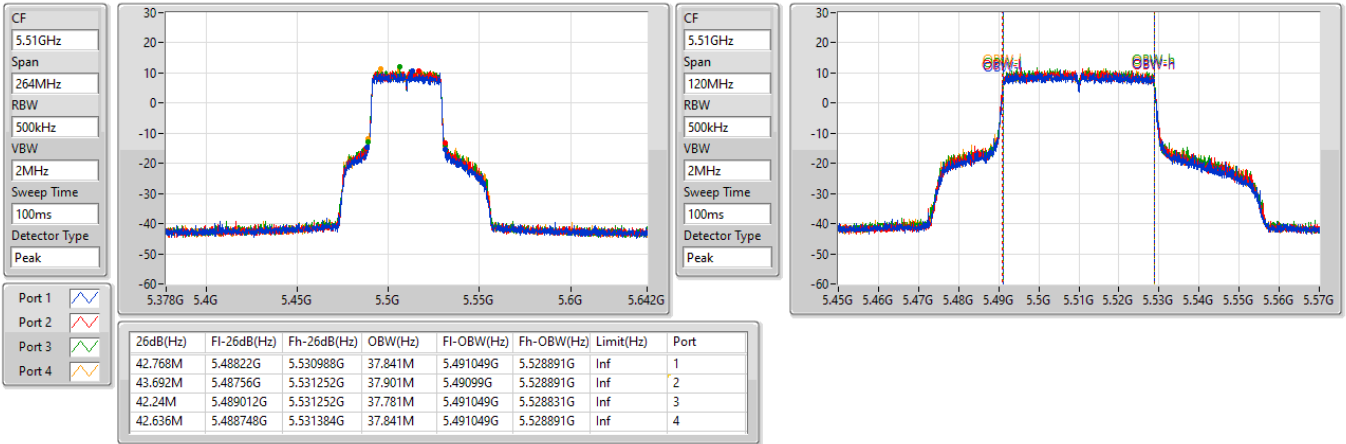 CF
5.51GHz
Span
264MHz
RBW
500kHz
VBW
2MHz
Sweep Time
100ms
Detector Type
Peak
30-
20-
10-
0-
-10-
-20-
-30-
-40-
-50-
-60-
5.378G 5.4G 5.45G 5.5G 5.55G 5.6G 5.642G
CF
5.51GHz
Span
120MHz
RBW
500kHz
VBW
2MHz
Sweep Time
100ms
Detector Type
Peak
30-
20-
10-
0-
-10-
-20-
-30-
-40-
-50-
-60-
OBW-l OBW-h
5.45G 5.46G 5.47G 5.48G 5.49G 5.5G 5.51G 5.52G 5.53G 5.54G 5.55G 5.56G 5.57G
Port 1
Port 2
Port 3
Port 4
26dB(Hz) Fl-26dB(Hz) Fh-26dB(Hz) OBW(Hz) Fl-OBW(Hz) Fh-OBW(Hz) Limit(Hz) Port
42.768M 5.48822G 5.530988G 37.841M 5.491049G 5.528891G Inf 1
43.692M 5.48756G 5.531252G 37.901M 5.49099G 5.528891G Inf 2
42.24M 5.489012G 5.531252G 37.781M 5.491049G 5.528831G Inf 3
42.636M 5.488748G 5.531384G 37.841M 5.491049G 5.528891G Inf 4